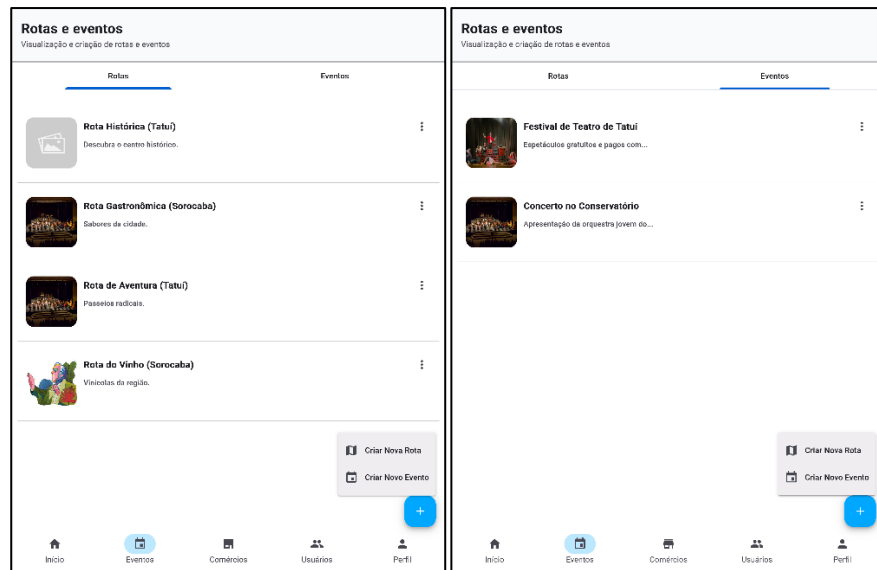 Rotas e eventos
Visualização e criação de rotas e eventos
Rotas
Eventos
Rota Histórica (Tatuí)
Descubra o centro histórico.
Rota Gastronômica (Sorocaba)
Sabores da cidade.
Rota de Aventura (Tatuí)
Passeios radicais.
Rota do Vinho (Sorocaba)
Vinícolas da região.
Criar Nova Rota
Criar Novo Evento
+
Início
Eventos
Comércios
Usuários
Perfil
Rotas e eventos
Visualização e criação de rotas e eventos
Rotas
Eventos
Festival de Teatro de Tatuí
Espetáculos gratuitos e pagos com...
Concerto no Conservatório
Apresentação da orquestra jovem do...
Criar Nova Rota
Criar Novo Evento
+
Início
Eventos
Comércios
Usuários
Perfil